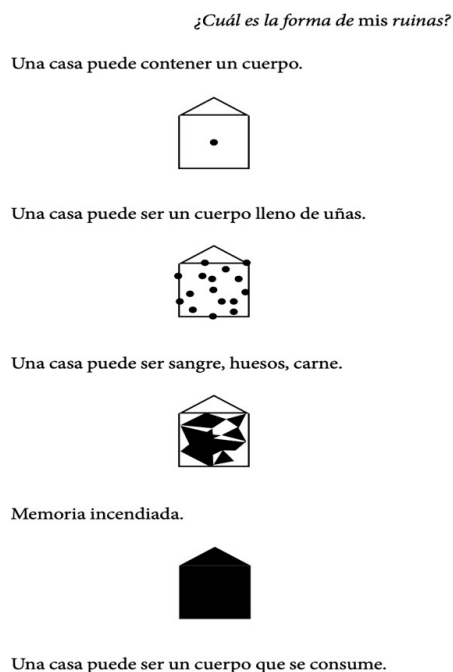 ¿Cuál es la forma de mis ruinas?
Una casa puede contener un cuerpo.
Una casa puede ser un cuerpo lleno de uñas.
Una casa puede ser sangre, huesos, carne.
Memoria incendiada.
Una casa puede ser un cuerpo que se consume.